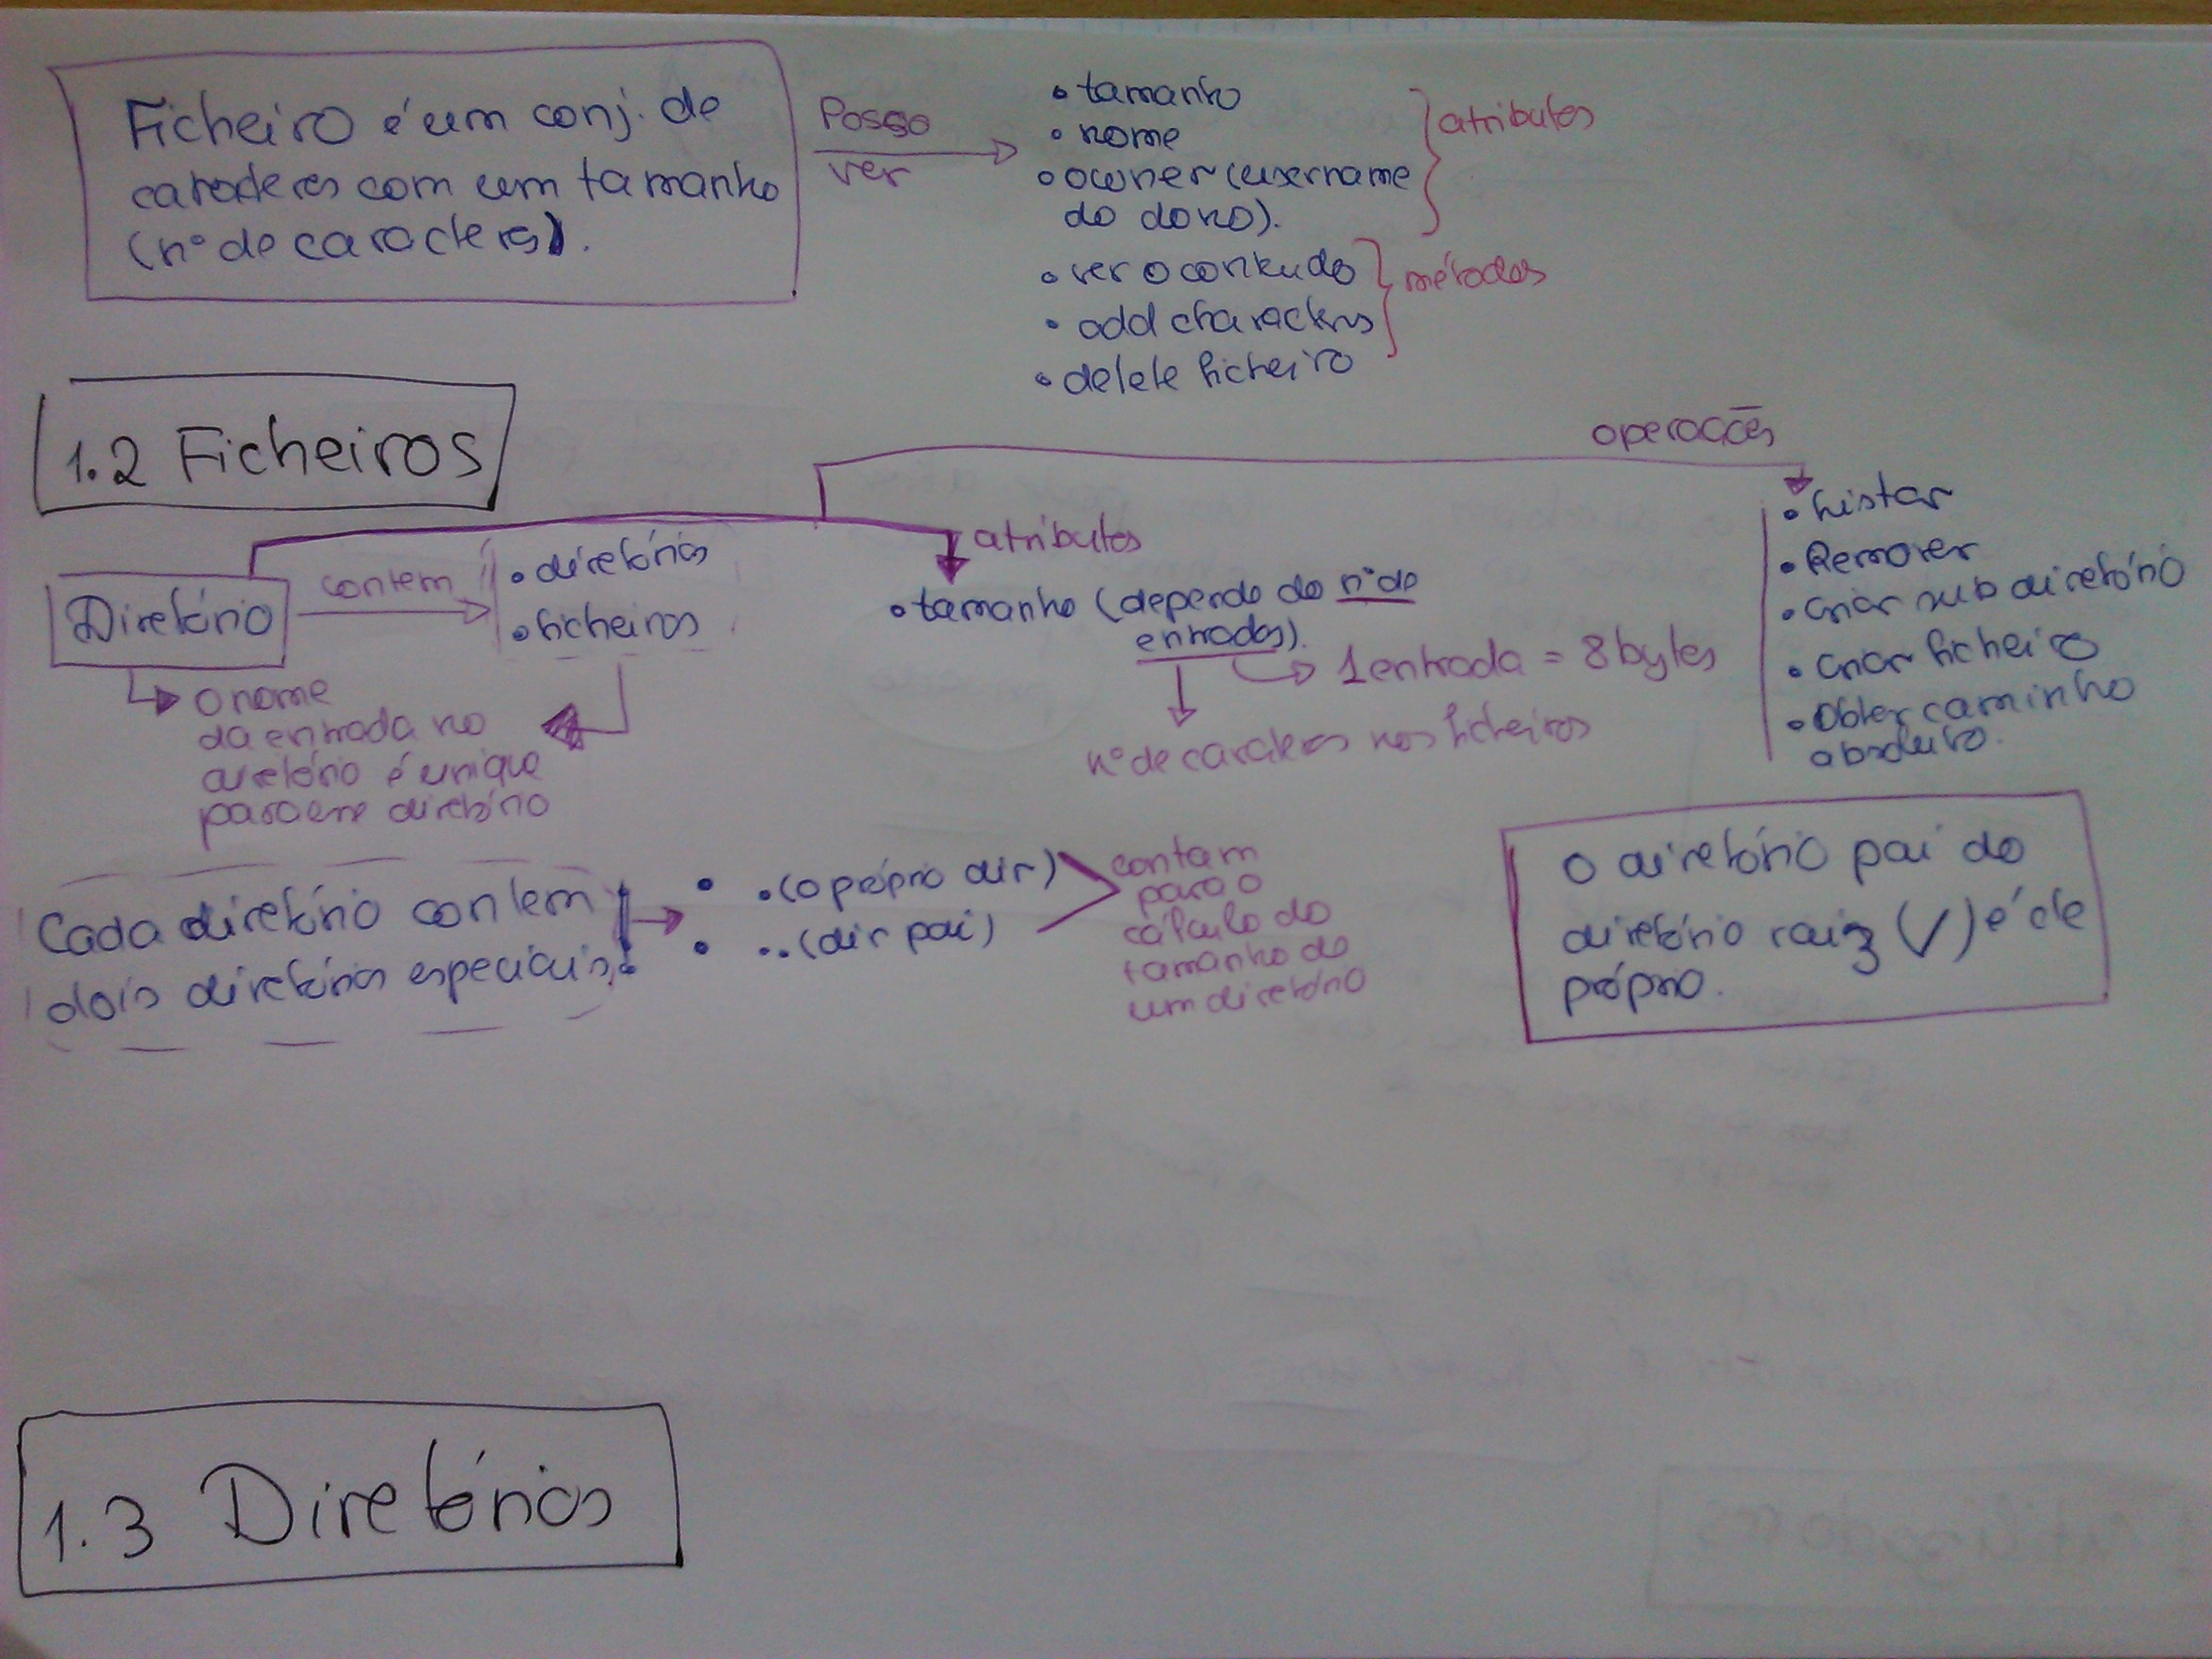 Ficheiro é um conj. de
caracteres com um tamanho
(nº de caracteres).
Posso
ver
• tamanho
• nome
• owner (username
do dono).
atributos
• ver o conteudo
• add characters
métodos
• delete ficheiro
1.2 Ficheiros
operações
• Listar
• Remover
• Criar sub diretório
• Criar ficheiro
• Obter caminho
absoluto.
Diretório
contem
• diretórios
• ficheiros
atributos
• tamanho (depende do nº de
entradas).
1 entrada = 8 bytes
nº de carateres nos ficheiros
o nome
da entrada no
diretório é unique
para esse diretório
Cada diretório contem
dois diretórios especiais:
• .(o próprio dir)
• ..(dir pai)
contam
para o
cálculo do
tamanho de
um diretório
O diretório pai do
diretório raiz (/) é ele
próprio.
1.3 Diretórios